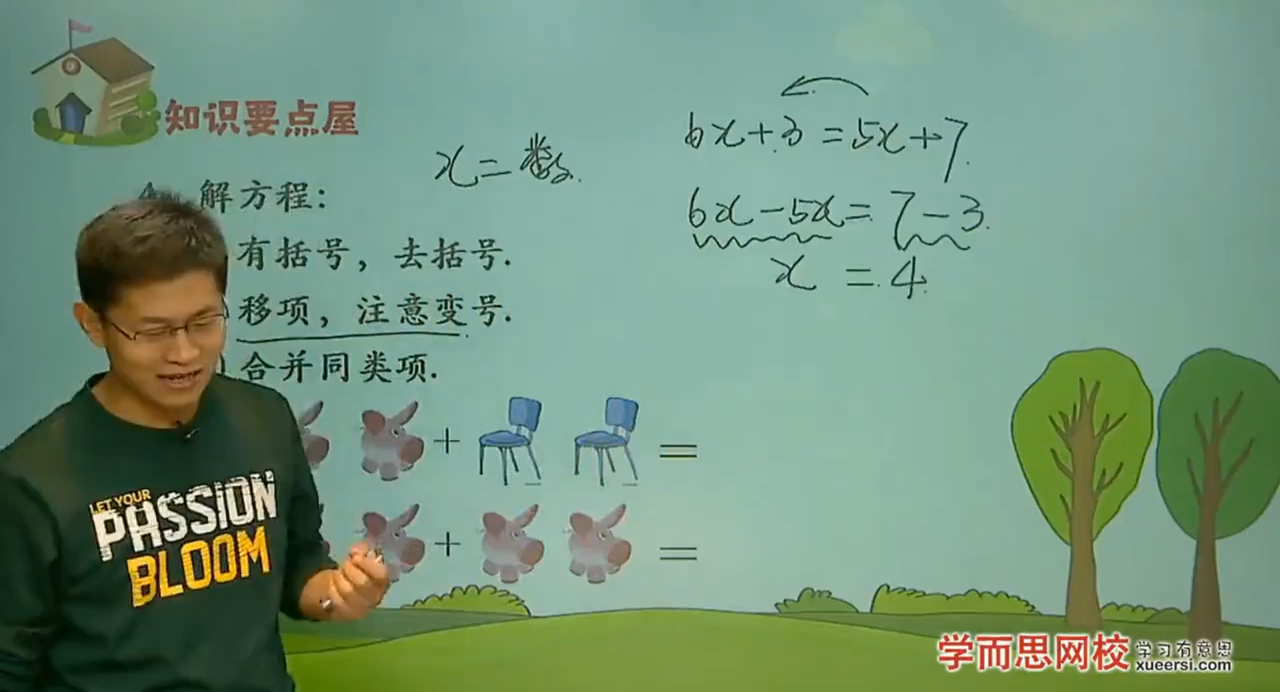 知识要点屋
x=数
解方程:
有括号，去括号.
移项，注意变号.
合并同类项.
+ =
+ =
6x+3=5x+7
6x-5x=7-3
x=4
LET YOUR
PASSION
BLOOM
学而思网校
学习有意思
xueersi.com